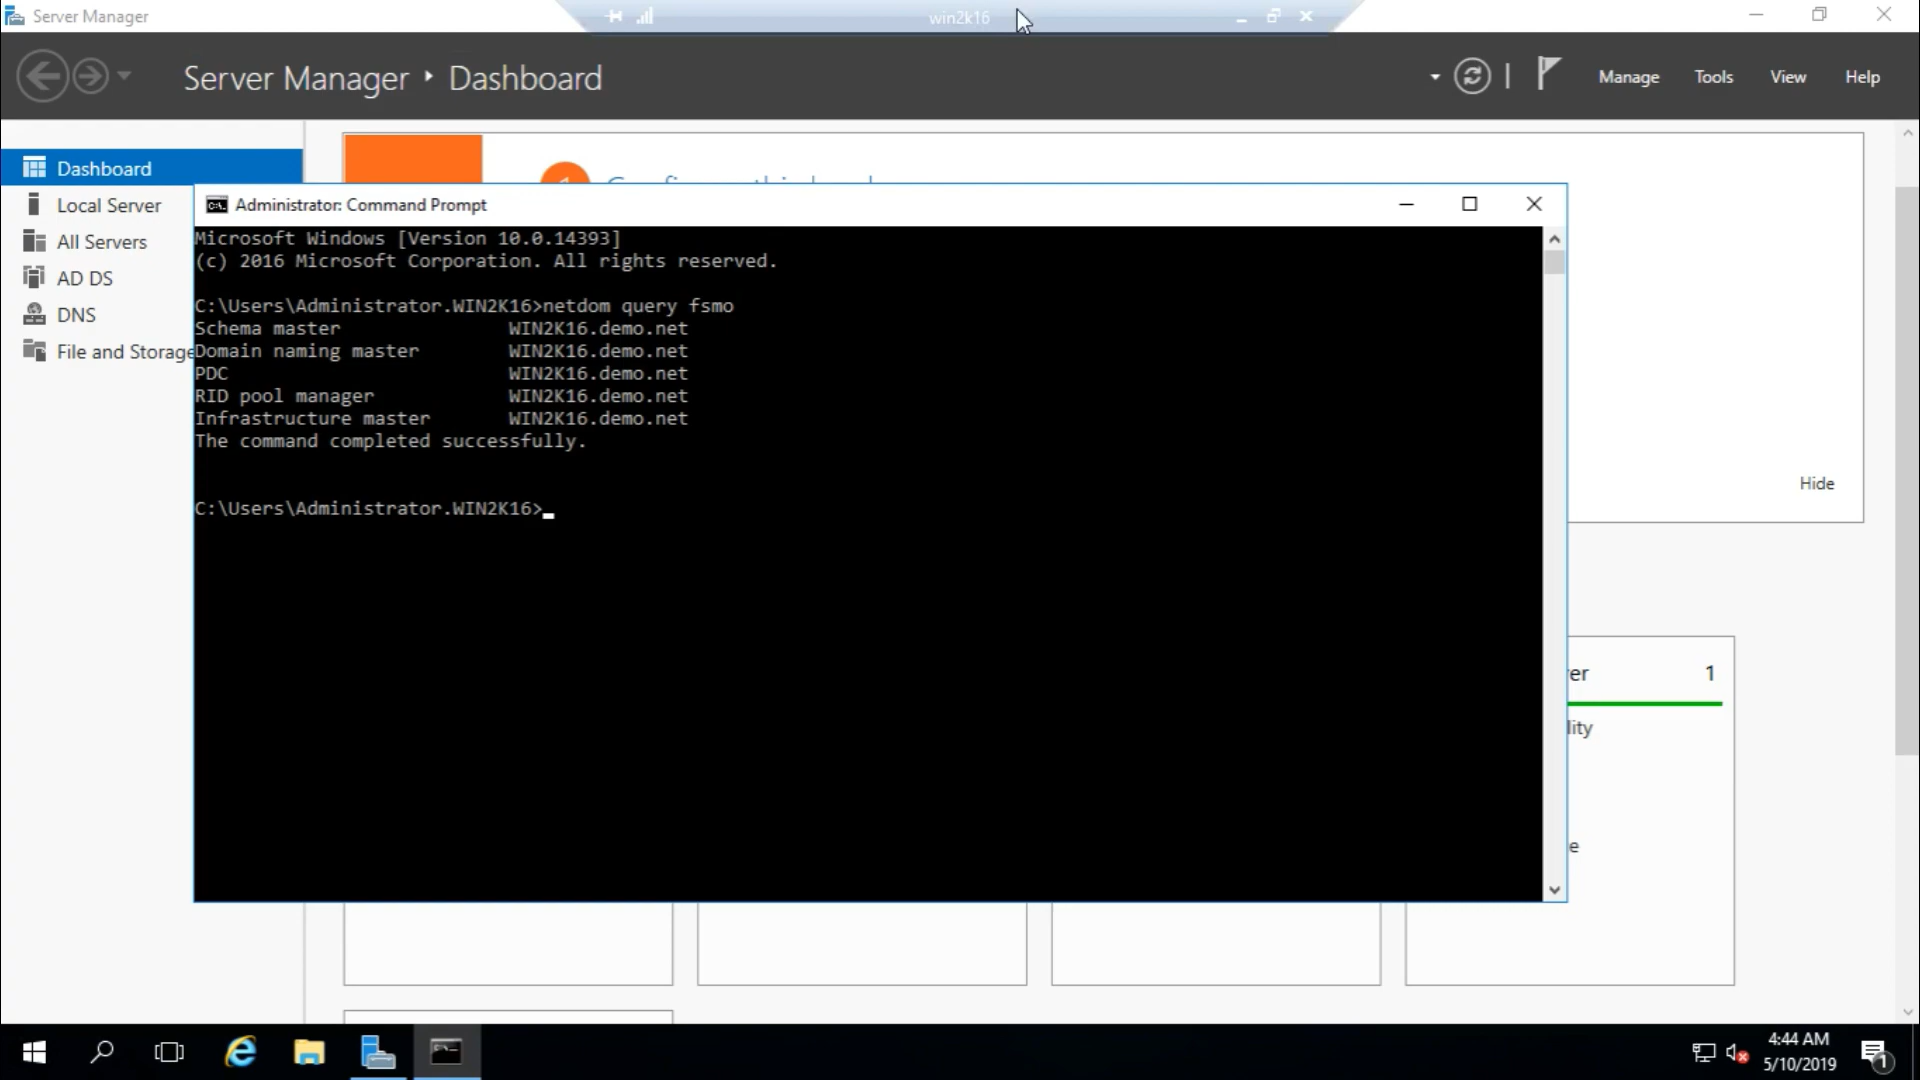 Server Manager
win2k16
Server Manager Dashboard
Manage Tools View Help
Dashboard
Local Server
All Servers
AD DS
DNS
File and Storage
Administrator: Command Prompt
Microsoft Windows [Version 10.0.14393]
(c) 2016 Microsoft Corporation. All rights reserved.
C:\Users\Administrator.WIN2K16>netdom query fsmo
Schema master WIN2K16.demo.net
Domain naming master WIN2K16.demo.net
PDC WIN2K16.demo.net
RID pool manager WIN2K16.demo.net
Infrastructure master WIN2K16.demo.net
The command completed successfully.
C:\Users\Administrator.WIN2K16>
Hide
er 1
lity
e
4:44 AM
5/10/2019
1